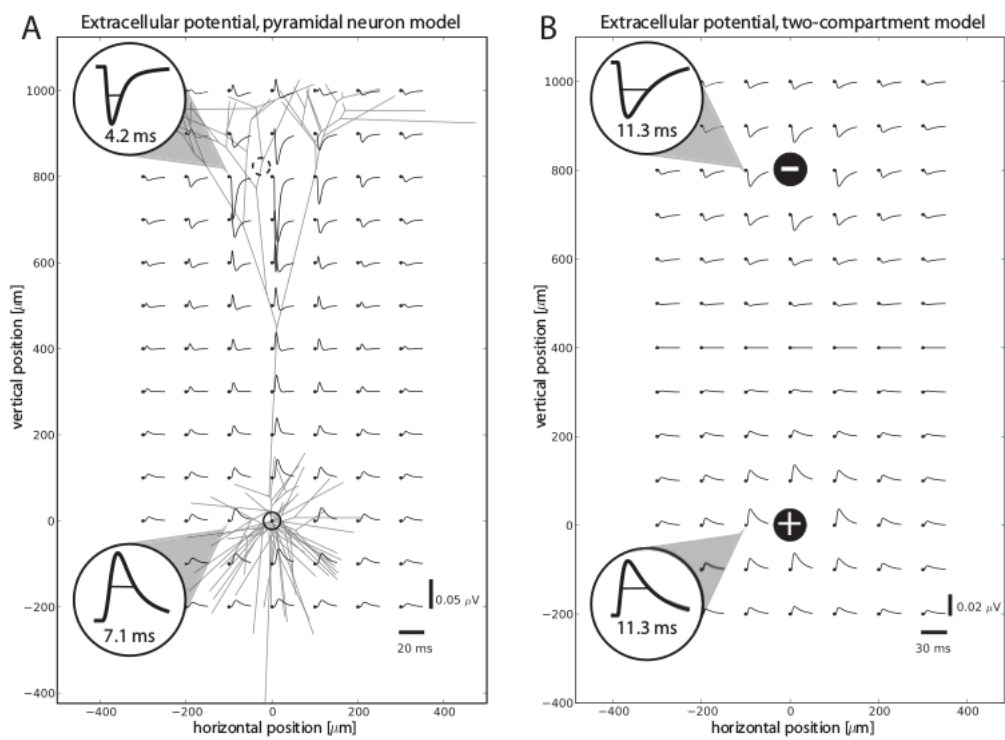 A
Extracellular potential, pyramidal neuron model
4.2 ms
7.1 ms
0.05 μV
20 ms
1000
800
600
400
200
0
−200
−400
−400
−200
0
200
400
vertical position [μm]
horizontal position [μm]
B
Extracellular potential, two-compartment model
11.3 ms
−
+
11.3 ms
0.02 μV
30 ms
1000
800
600
400
200
0
−200
−400
−400
−200
0
200
400
vertical position [μm]
horizontal position [μm]